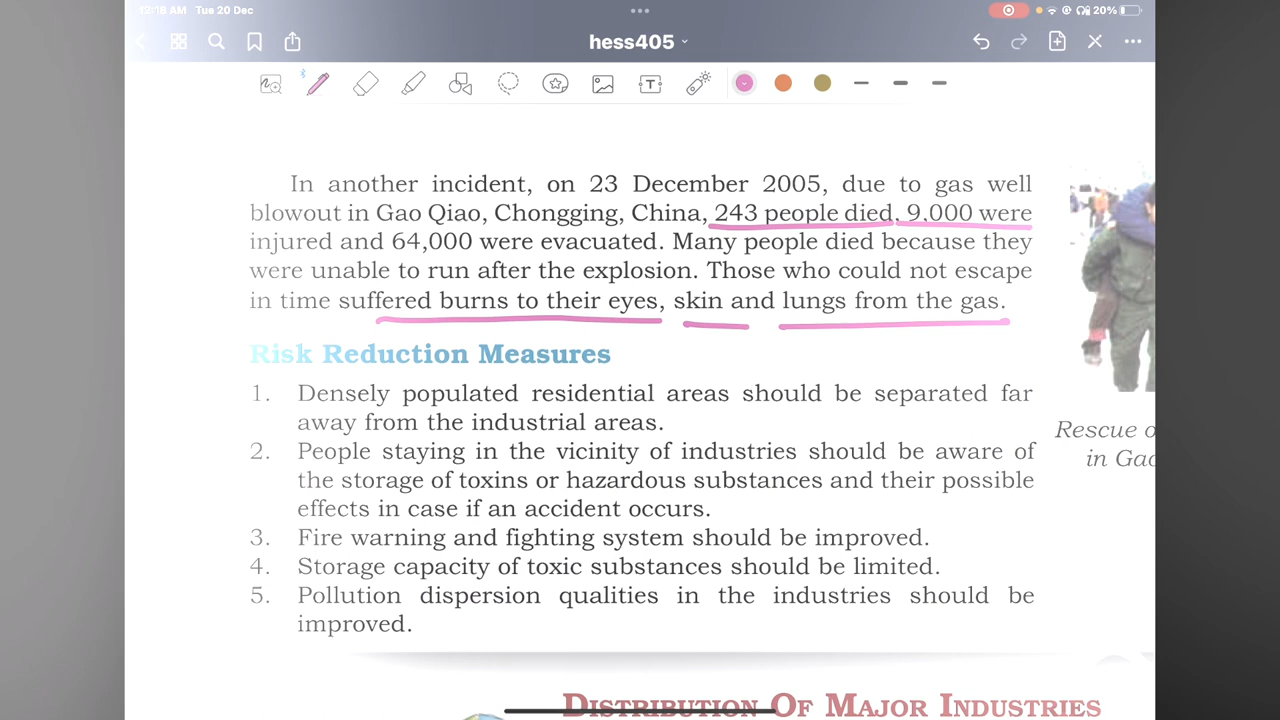 12:18 AM Tue 20 Dec
20%
hess405
T
In another incident, on 23 December 2005, due to gas well
blowout in Gao Qiao, Chongging, China, 243 people died, 9,000 were
injured and 64,000 were evacuated. Many people died because they
were unable to run after the explosion. Those who could not escape
in time suffered burns to their eyes, skin and lungs from the gas.
Risk Reduction Measures
1. Densely populated residential areas should be separated far
away from the industrial areas.
2. People staying in the vicinity of industries should be aware of
the storage of toxins or hazardous substances and their possible
effects in case if an accident occurs.
3. Fire warning and fighting system should be improved.
4. Storage capacity of toxic substances should be limited.
5. Pollution dispersion qualities in the industries should be
improved.
Rescue
in
DISTRIBUTION OF MAJOR INDUSTRIES